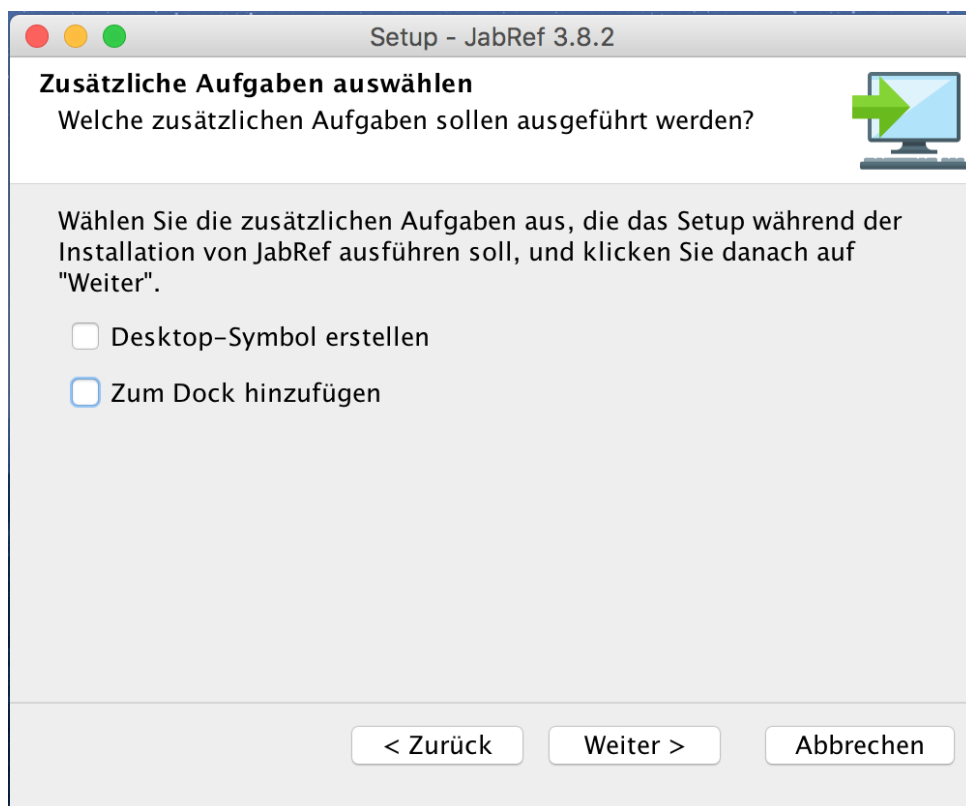 Setup - JabRef 3.8.2
Zusätzliche Aufgaben auswählen
Welche zusätzlichen Aufgaben sollen ausgeführt werden?
Wählen Sie die zusätzlichen Aufgaben aus, die das Setup während der
Installation von JabRef ausführen soll, und klicken Sie danach auf
"Weiter".
Desktop-Symbol erstellen
Zum Dock hinzufügen
< Zurück Weiter > Abbrechen